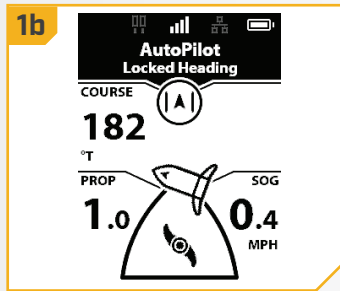 1b
AutoPilot
Locked Heading
COURSE
182
°T
PROP
SOG
1.0
0.4
MPH